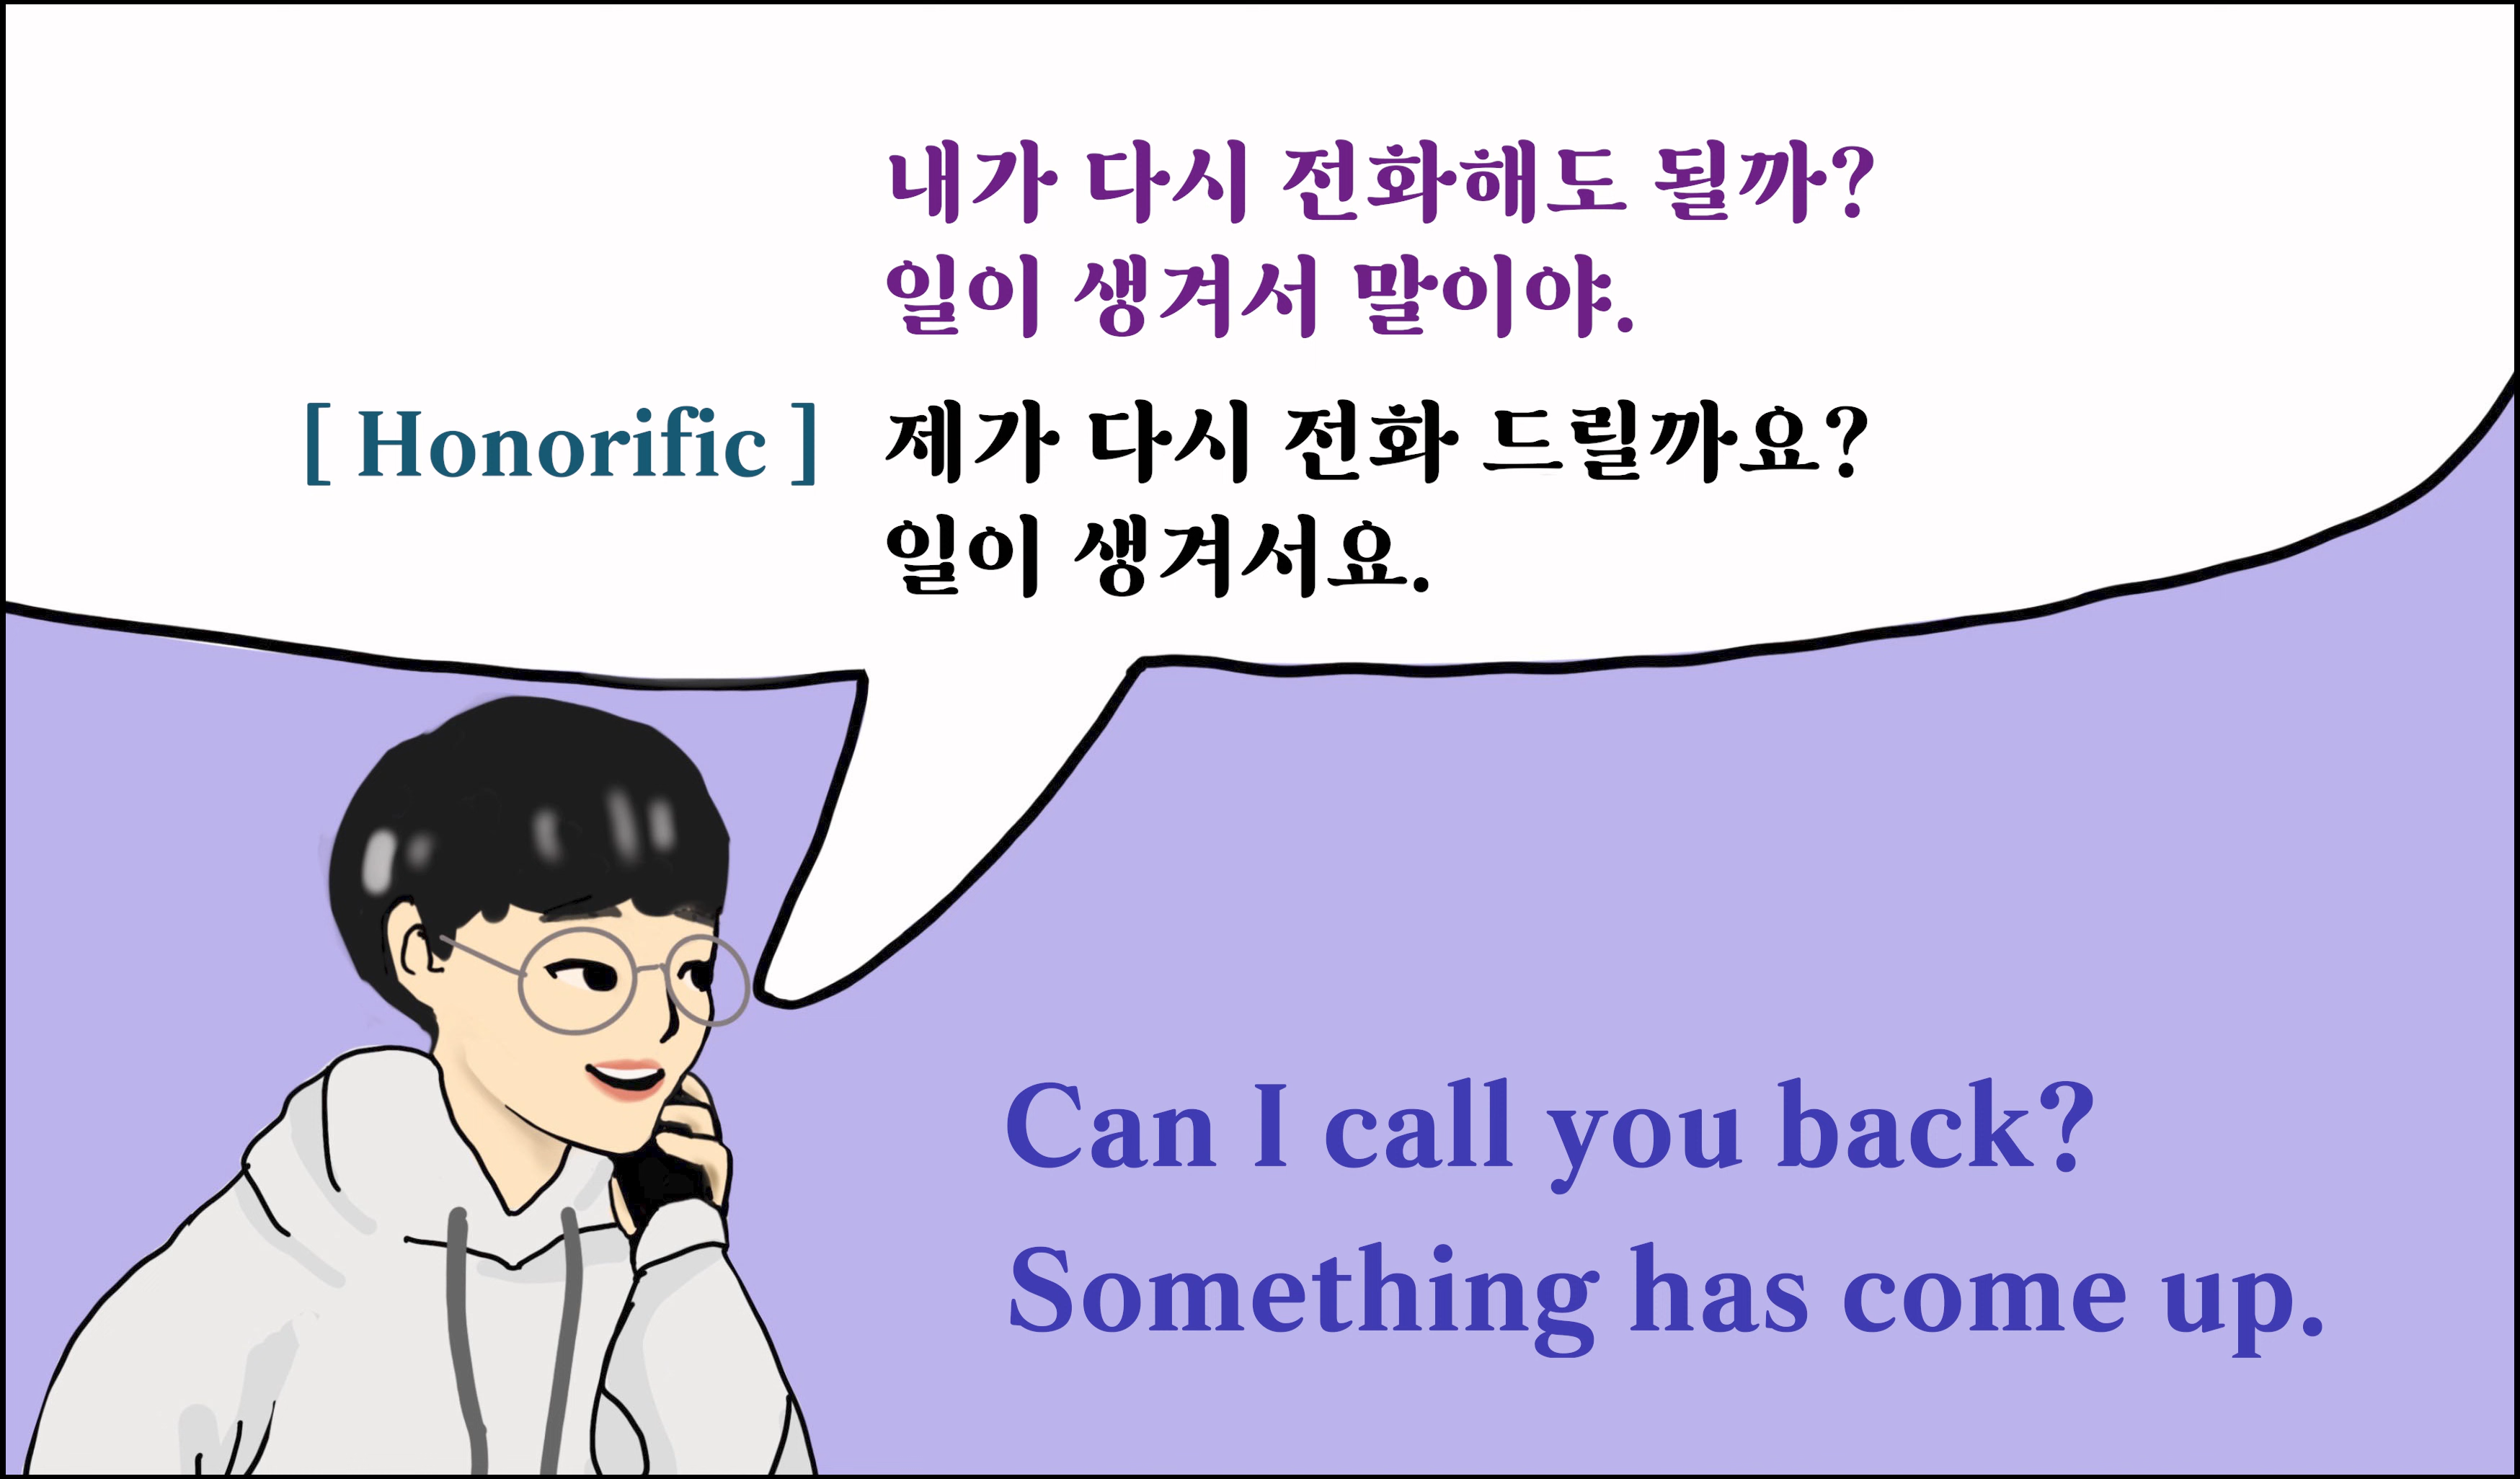 내가 다시 전화해도 될까?
일이 생겨서 말이야.
[ Honorific ] 제가 다시 전화 드릴까요?
일이 생겨서요.
Can I call you back?
Something has come up.